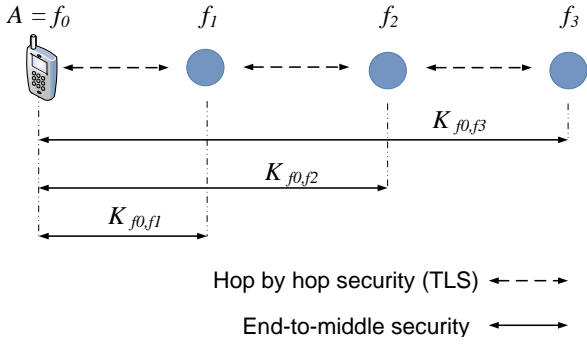 A = f0 f1 f2 f3
Kf0,f3
Kf0,f2
Kf0,f1
Hop by hop security (TLS)
End-to-middle security